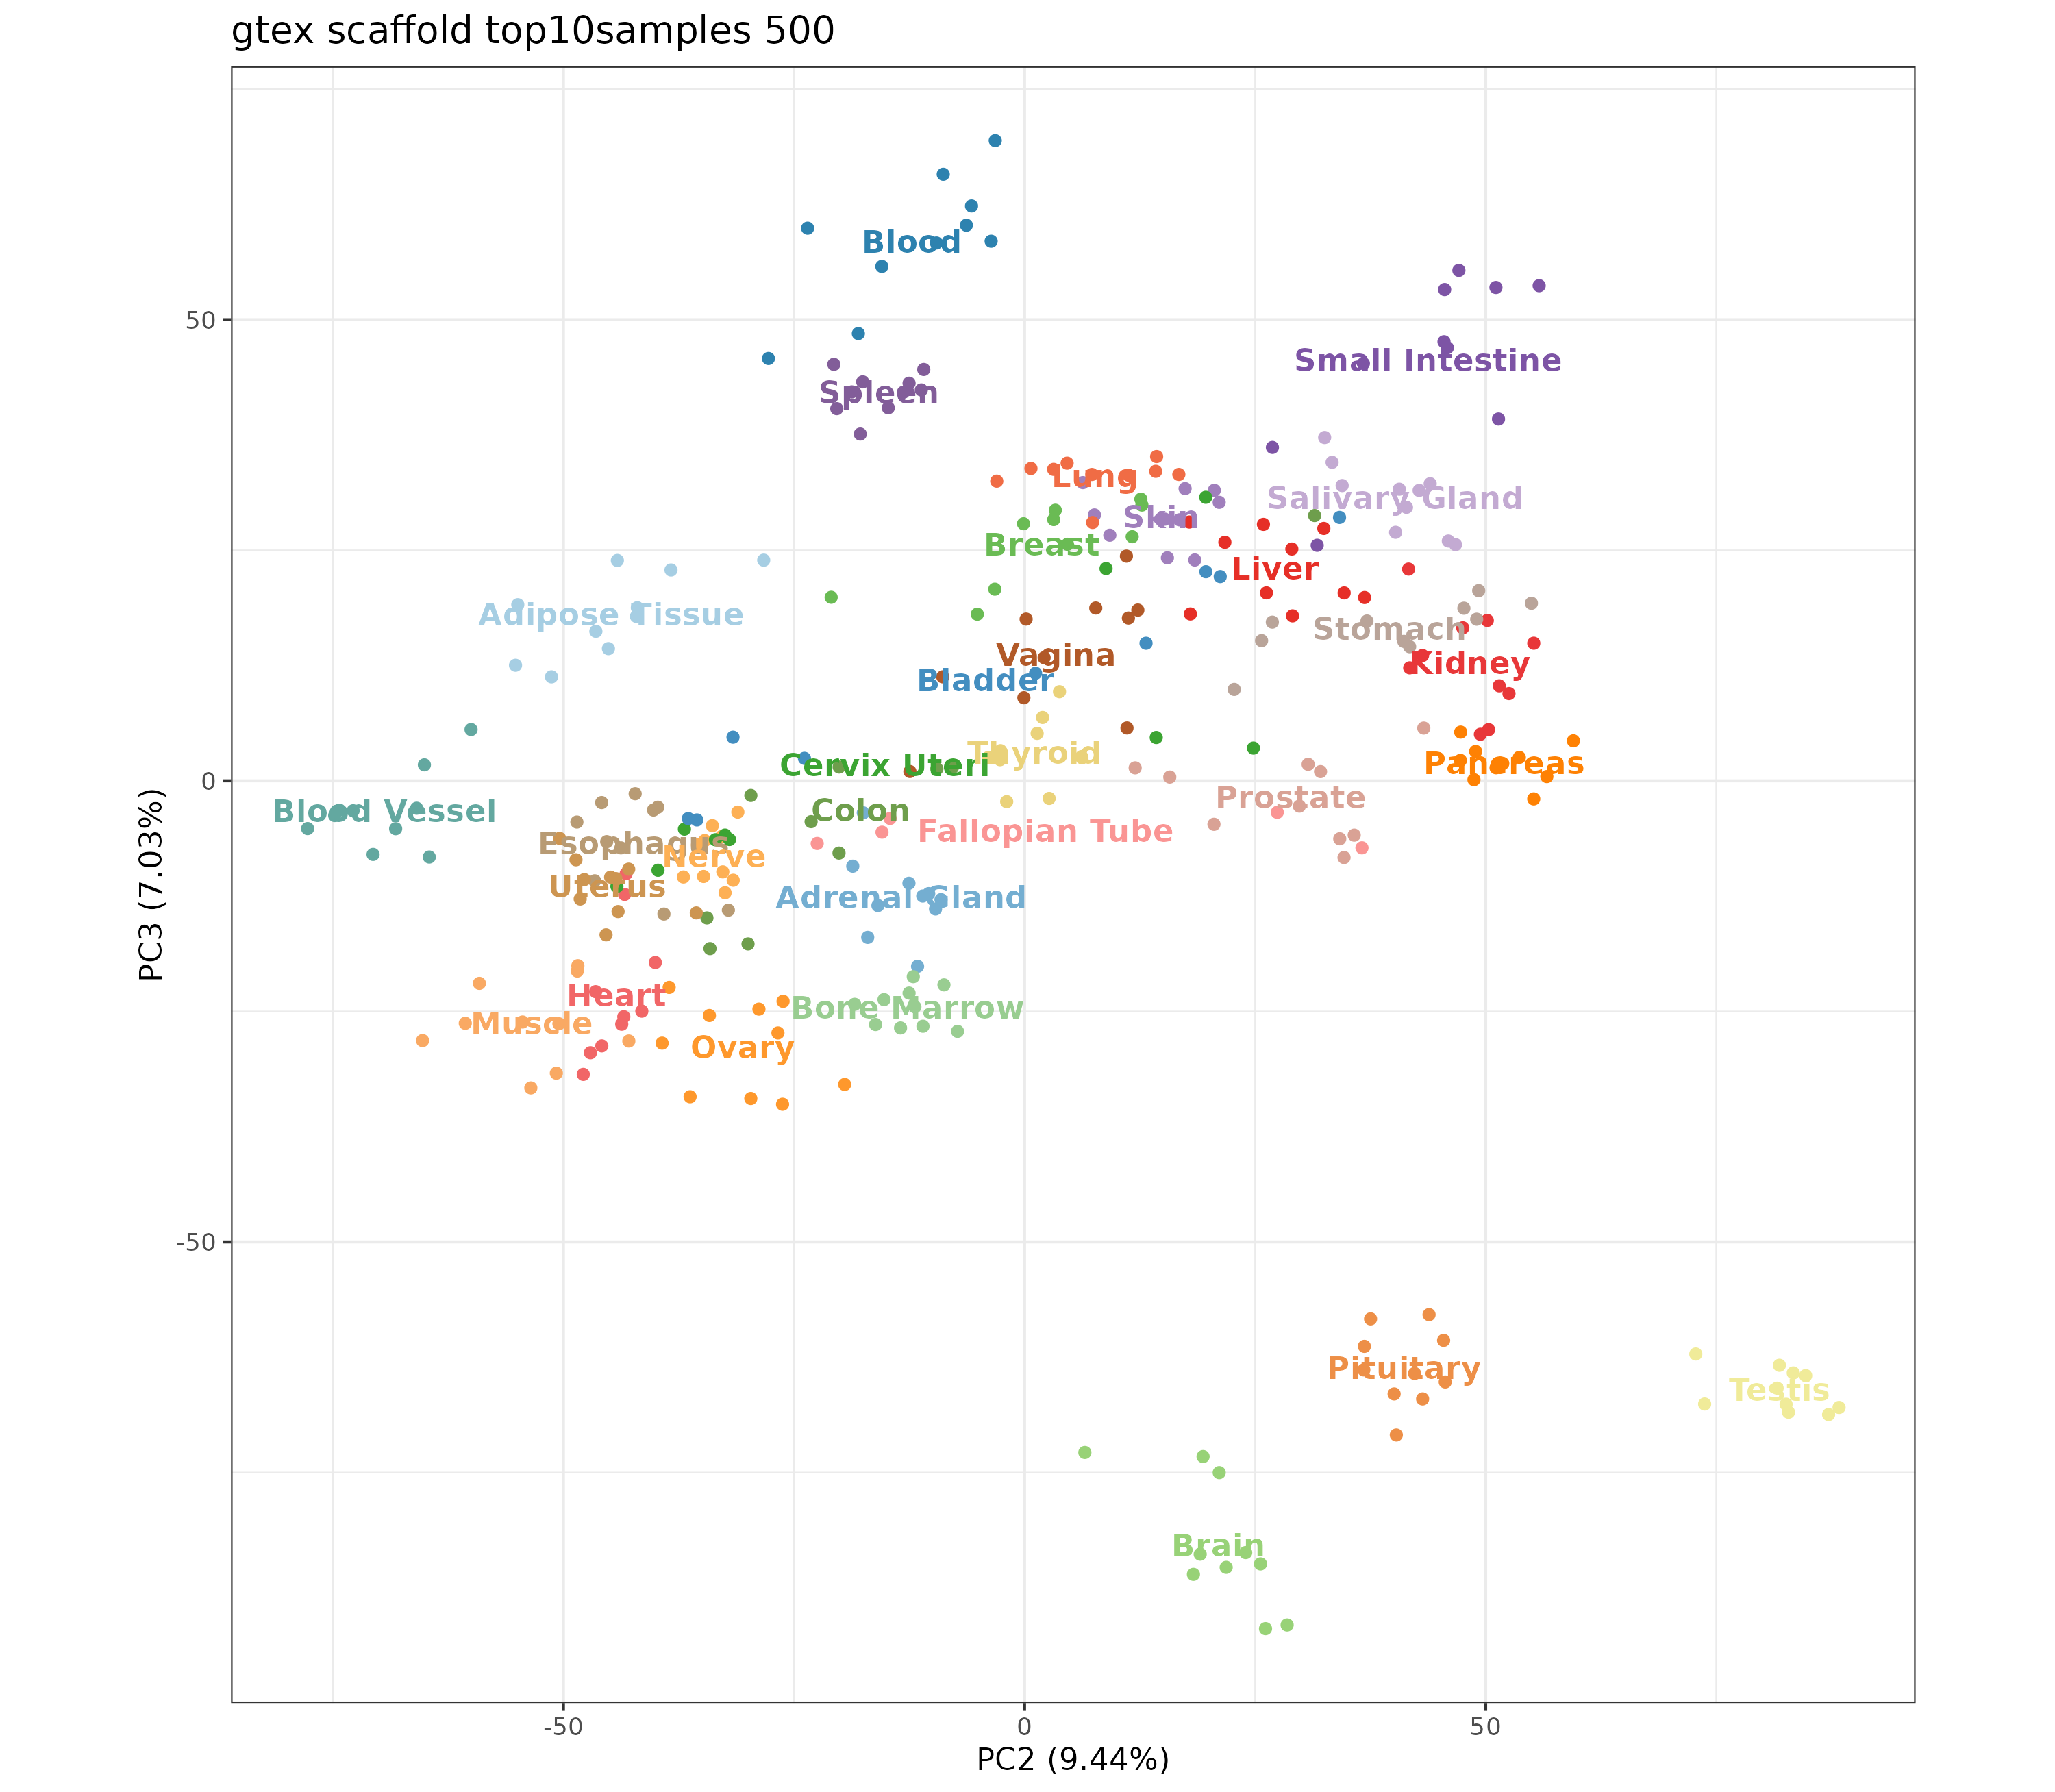 gtex scaffold top10samples 500
Blood
50
Small Intestine
Spleen
Lung
Salivary Gland
Skin
Breast
Liver
Adipose Tissue
Stomach
Vagina
Kidney
Bladder
Thyroid
Pancreas
Cervix Uteri
0
Prostate
Blood Vessel
Colon
Fallopian Tube
Esophagus
Nerve
Uterus
Adrenal Gland
PC3 (7.03%)
Heart
Bone Marrow
Muscle
Ovary
-50
Pituitary
Testis
Brain
-50 0 50
PC2 (9.44%)